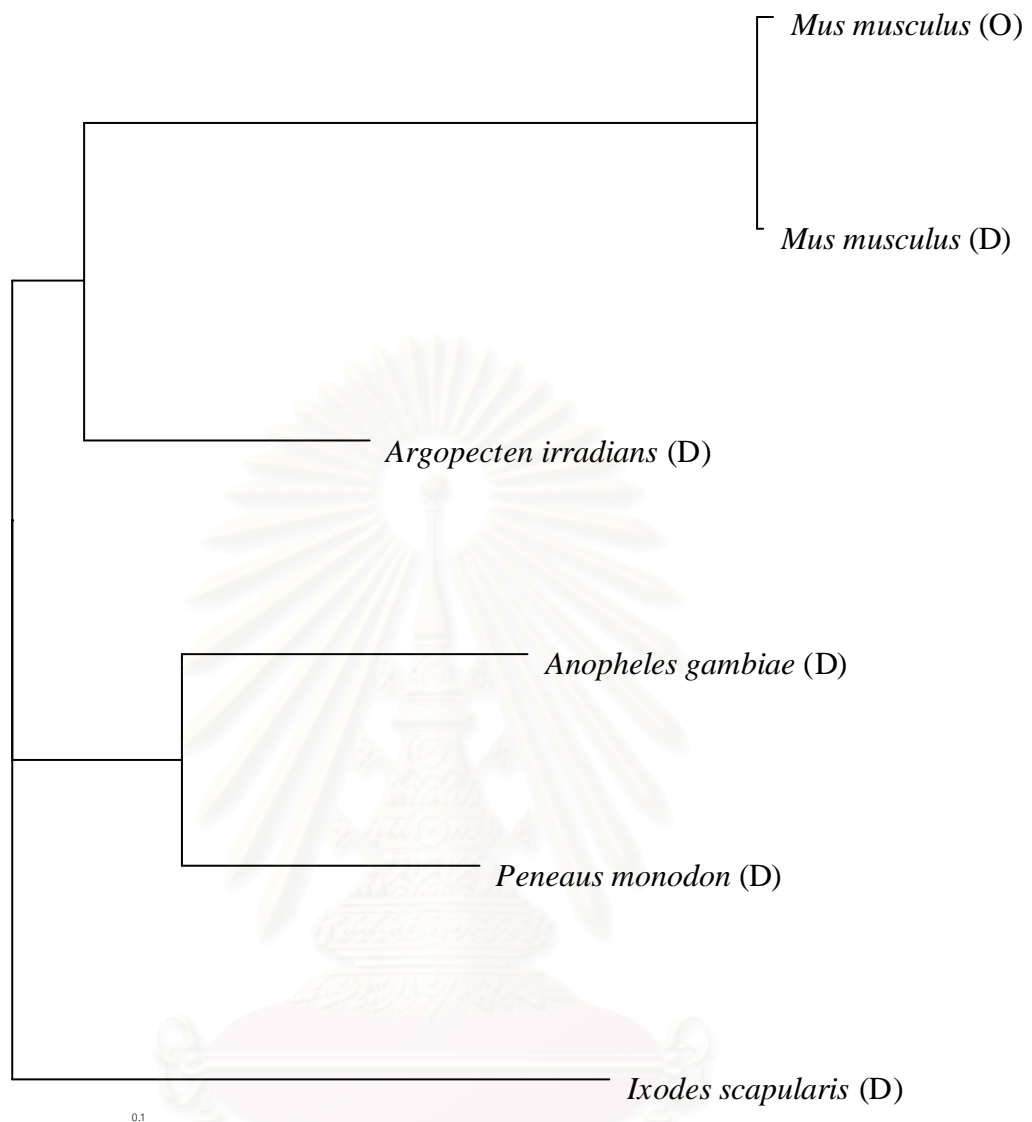 Mus musculus (O)
Mus musculus (D)
Argopecten irradians (D)
Anopheles gambiae (D)
Peneaus monodon (D)
Ixodes scapularis (D)
0.1